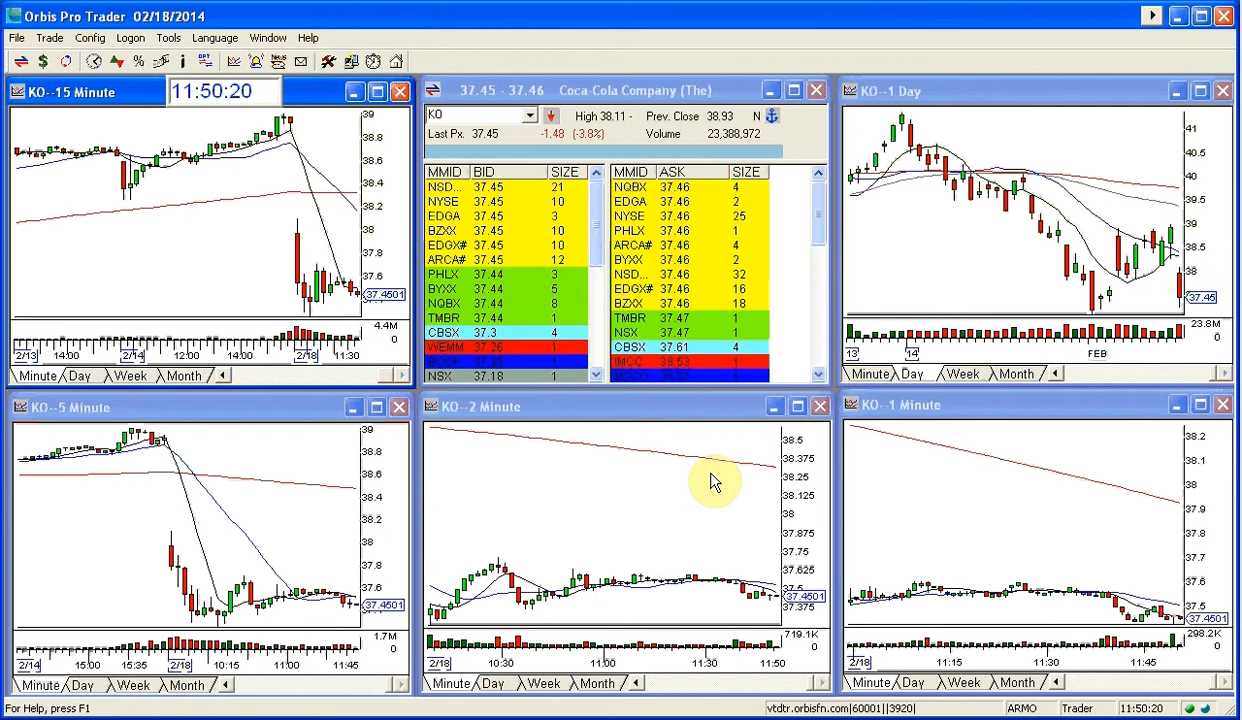 Orbis Pro Trader 02/18/2014
File Trade Config Logon Tools Language Window Help
KO--15 Minute 11:50:20
39
38.8
38.6
38.4
38.2
38
37.8
37.6
37.4501
4.4M
0
2/13 14:00 2/14 12:00 14:00 2/18 11:30
Minute Day Week Month
37.45 - 37.46 Coca-Cola Company (The)
KO High 38.11 - Prev. Close 38.93 N
Last Px. 37.45 -1.48 (-3.8%) Volume 23,388,972
MMID BID SIZE MMID ASK SIZE
NSD... 37.45 21 NQBX 37.46 4
NYSE 37.45 10 EDGA 37.46 2
EDGA 37.45 3 NYSE 37.46 25
BZXX 37.45 10 PHLX 37.46 1
EDGX# 37.45 10 ARCA# 37.46 4
ARCA# 37.45 12 BYXX 37.46 2
PHLX 37.44 3 NSD... 37.46 32
BYXX 37.44 5 EDGX# 37.46 16
NQBX 37.44 8 BZXX 37.46 18
TMBR 37.44 1 TMBR 37.47 1
CBSX 37.3 4 NSX 37.47 1
WEMM 37.26 1 CBSX 37.61 4
1 IMCC 38.53 1
NSX 37.18 1
KO--1 Day
41
40.5
40
39.5
39
38.5
38
37.45
23.8M
0
13 14 FEB
Minute Day Week Month
KO--5 Minute
39
38.8
38.6
38.4
38.2
38
37.8
37.6
37.4501
1.7M
0
2/14 15:00 15:35 2/18 10:15 11:00 11:45
Minute Day Week Month
KO--2 Minute
38.5
38.375
38.25
38.125
38
37.875
37.75
37.625
37.5
37.4501
37.375
719.1K
0
2/18 10:30 11:00 11:30 11:50
Minute Day Week Month
KO--1 Minute
38.2
38.1
38
37.9
37.8
37.7
37.6
37.5
37.4501
298.2K
0
2/18 11:15 11:30 11:45
Minute Day Week Month
For Help, press F1 vtdtr.orbisfn.com|60001||3920| ARMO Trader 11:50:20